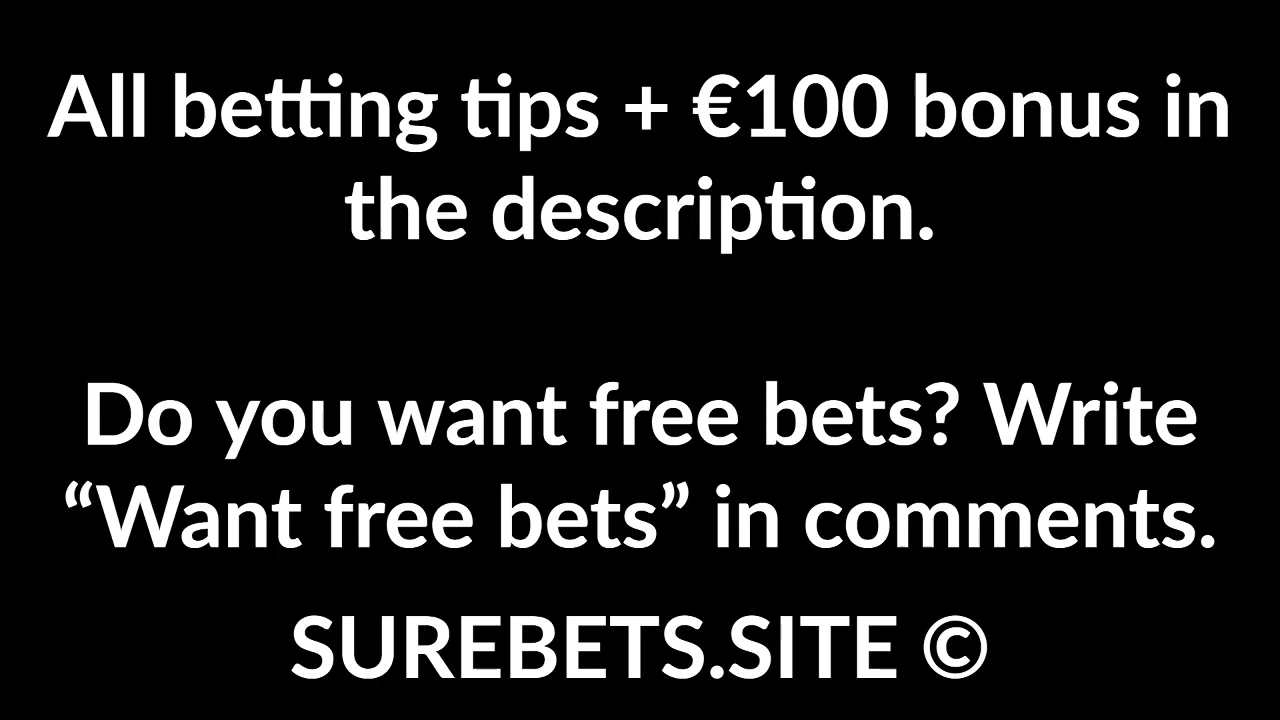 All betting tips + €100 bonus in
the description.
Do you want free bets? Write
“Want free bets” in comments.
SUREBETS.SITE ©